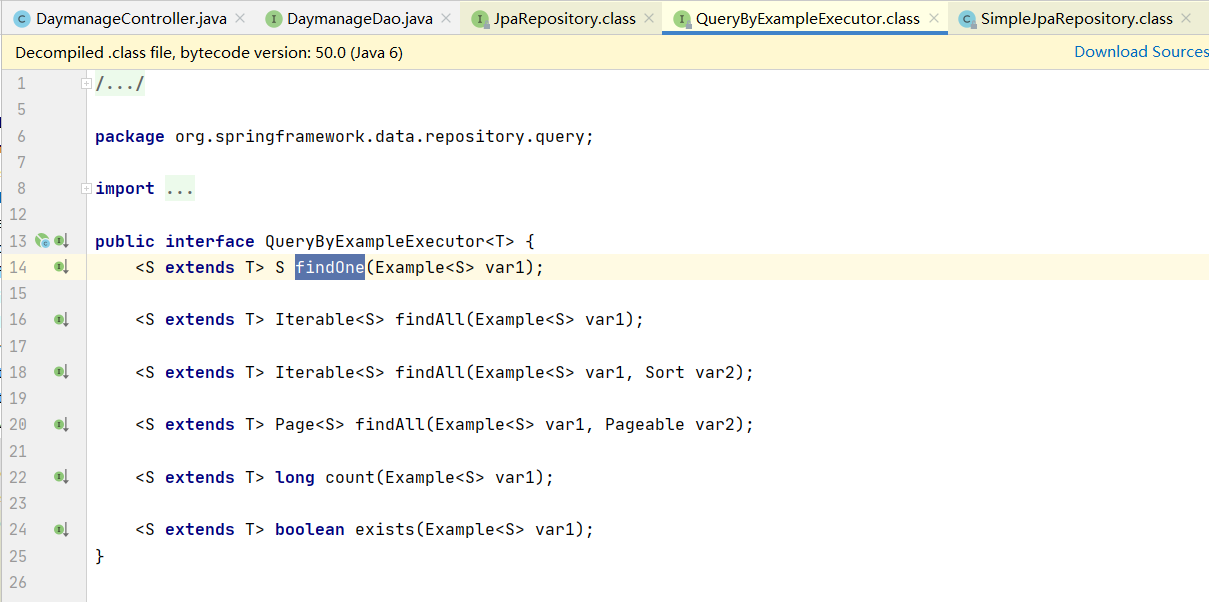 DaymanageController.java DaymanageDao.java JpaRepository.class QueryByExampleExecutor.class SimpleJpaRepository.class
Decompiled .class file, bytecode version: 50.0 (Java 6) Download Sources
1 /.../
5
6 package org.springframework.data.repository.query;
7
8 import ...
12
13 public interface QueryByExampleExecutor<T> {
14 <S extends T> S findOne(Example<S> var1);
15
16 <S extends T> Iterable<S> findAll(Example<S> var1);
17
18 <S extends T> Iterable<S> findAll(Example<S> var1, Sort var2);
19
20 <S extends T> Page<S> findAll(Example<S> var1, Pageable var2);
21
22 <S extends T> long count(Example<S> var1);
23
24 <S extends T> boolean exists(Example<S> var1);
25 }
26